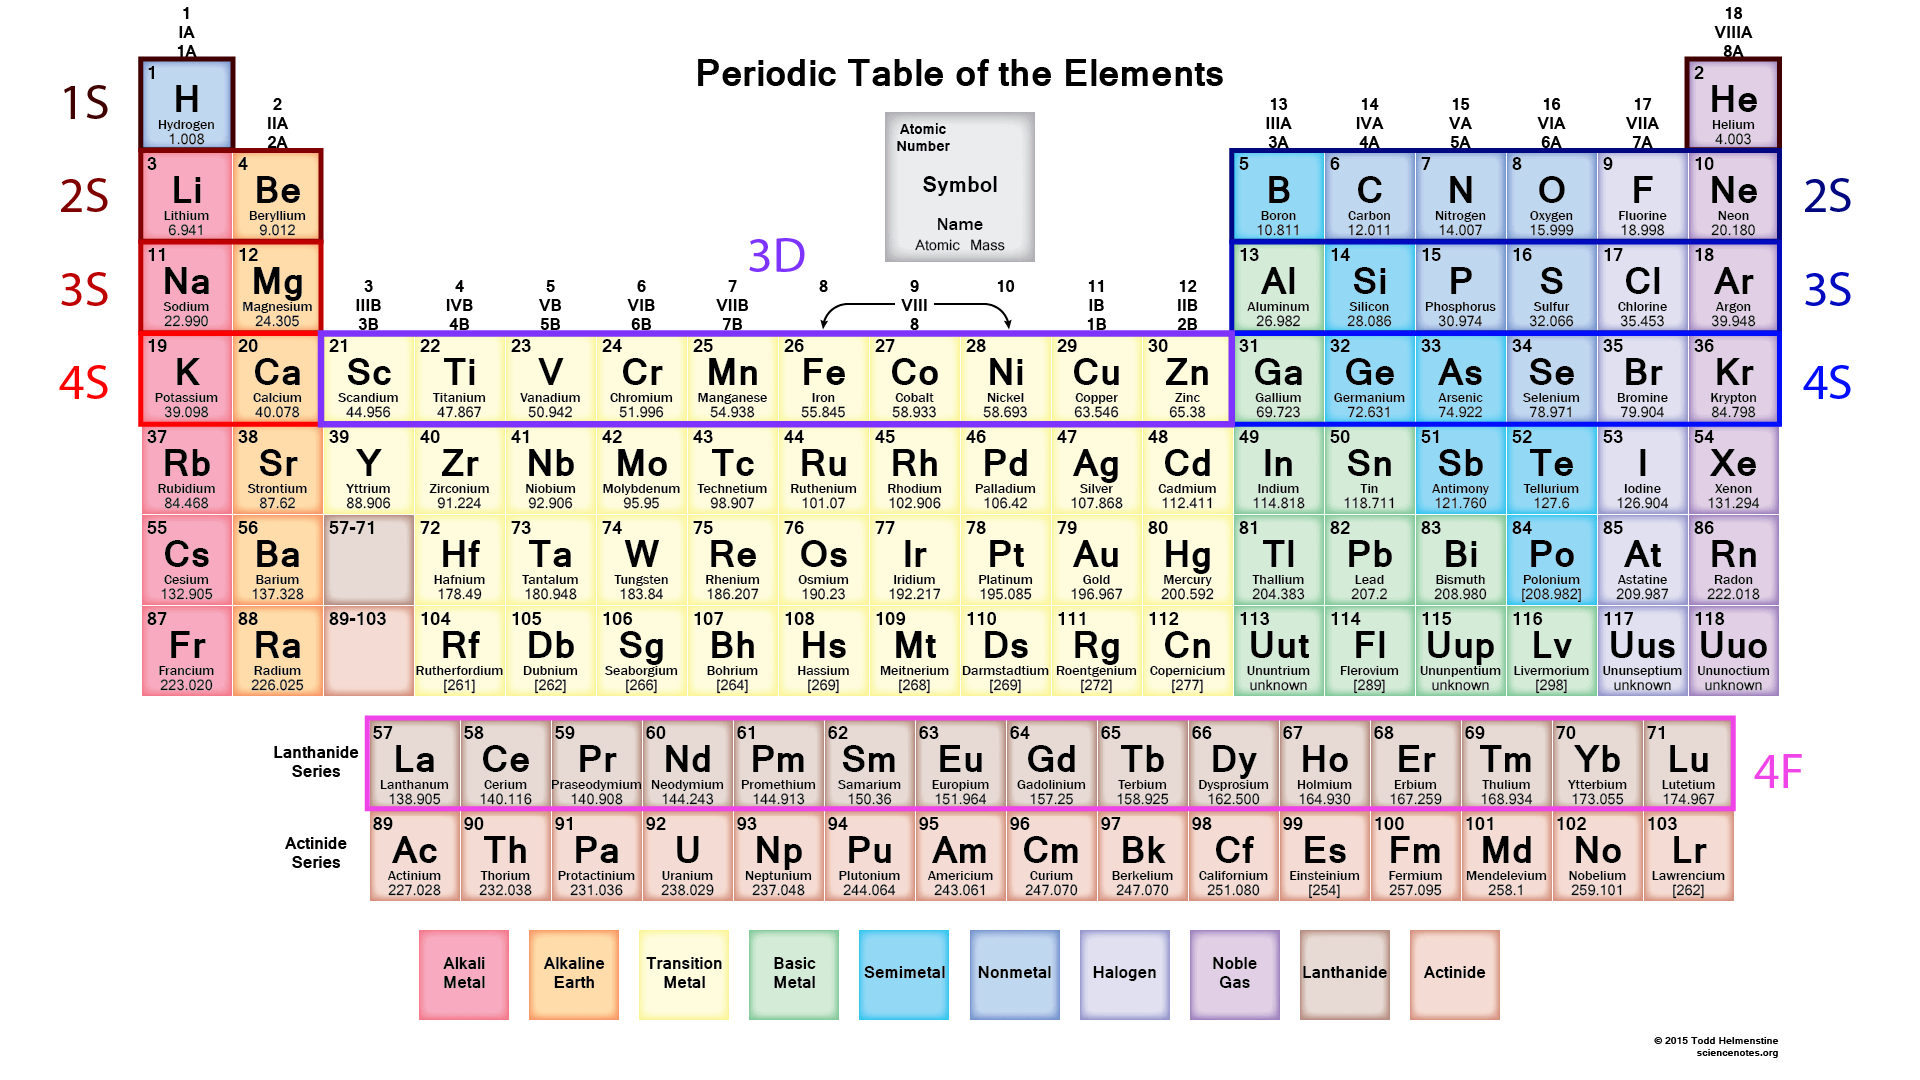 1
IA
1A
18
VIIIA
8A
Periodic Table of the Elements
1S
1
H
Hydrogen
1.008
2
IIA
2A
Atomic
Number
Symbol
Name
Atomic Mass
13
IIIA
3A
14
IVA
4A
15
VA
5A
16
VIA
6A
17
VIIA
7A
2
He
Helium
4.003
2S
3
Li
Lithium
6.941
4
Be
Beryllium
9.012
5
B
Boron
10.811
6
C
Carbon
12.011
7
N
Nitrogen
14.007
8
O
Oxygen
15.999
9
F
Fluorine
18.998
10
Ne
Neon
20.180
2S
3D
3S
11
Na
Sodium
22.990
12
Mg
Magnesium
24.305
3
IIIB
3B
4
IVB
4B
5
VB
5B
6
VIB
6B
7
VIIB
7B
8
9
10
VIII
8
11
IB
1B
12
IIB
2B
13
Al
Aluminum
26.982
14
Si
Silicon
28.086
15
P
Phosphorus
30.974
16
S
Sulfur
32.066
17
Cl
Chlorine
35.453
18
Ar
Argon
39.948
3S
4S
19
K
Potassium
39.098
20
Ca
Calcium
40.078
21
Sc
Scandium
44.956
22
Ti
Titanium
47.867
23
V
Vanadium
50.942
24
Cr
Chromium
51.996
25
Mn
Manganese
54.938
26
Fe
Iron
55.845
27
Co
Cobalt
58.933
28
Ni
Nickel
58.693
29
Cu
Copper
63.546
30
Zn
Zinc
65.38
31
Ga
Gallium
69.723
32
Ge
Germanium
72.631
33
As
Arsenic
74.922
34
Se
Selenium
78.971
35
Br
Bromine
79.904
36
Kr
Krypton
84.798
4S
37
Rb
Rubidium
84.468
38
Sr
Strontium
87.62
39
Y
Yttrium
88.906
40
Zr
Zirconium
91.224
41
Nb
Niobium
92.906
42
Mo
Molybdenum
95.95
43
Tc
Technetium
98.907
44
Ru
Ruthenium
101.07
45
Rh
Rhodium
102.906
46
Pd
Palladium
106.42
47
Ag
Silver
107.868
48
Cd
Cadmium
112.411
49
In
Indium
114.818
50
Sn
Tin
118.711
51
Sb
Antimony
121.760
52
Te
Tellurium
127.6
53
I
Iodine
126.904
54
Xe
Xenon
131.294
55
Cs
Cesium
132.905
56
Ba
Barium
137.328
57-71
72
Hf
Hafnium
178.49
73
Ta
Tantalum
180.948
74
W
Tungsten
183.84
75
Re
Rhenium
186.207
76
Os
Osmium
190.23
77
Ir
Iridium
192.217
78
Pt
Platinum
195.085
79
Au
Gold
196.967
80
Hg
Mercury
200.592
81
Tl
Thallium
204.383
82
Pb
Lead
207.2
83
Bi
Bismuth
208.980
84
Po
Polonium
[208.982]
85
At
Astatine
209.987
86
Rn
Radon
222.018
87
Fr
Francium
223.020
88
Ra
Radium
226.025
89-103
104
Rf
Rutherfordium
[261]
105
Db
Dubnium
[262]
106
Sg
Seaborgium
[266]
107
Bh
Bohrium
[264]
108
Hs
Hassium
[269]
109
Mt
Meitnerium
[268]
110
Ds
Darmstadtium
[269]
111
Rg
Roentgenium
[272]
112
Cn
Copernicium
[277]
113
Uut
Ununtrium
unknown
114
Fl
Flerovium
[289]
115
Uup
Ununpentium
unknown
116
Lv
Livermorium
[298]
117
Uus
Ununseptium
unknown
118
Uuo
Ununoctium
unknown
Lanthanide
Series
57
La
Lanthanum
138.905
58
Ce
Cerium
140.116
59
Pr
Praseodymium
140.908
60
Nd
Neodymium
144.243
61
Pm
Promethium
144.913
62
Sm
Samarium
150.36
63
Eu
Europium
151.964
64
Gd
Gadolinium
157.25
65
Tb
Terbium
158.925
66
Dy
Dysprosium
162.500
67
Ho
Holmium
164.930
68
Er
Erbium
167.259
69
Tm
Thulium
168.934
70
Yb
Ytterbium
173.055
71
Lu
Lutetium
174.967
4F
Actinide
Series
89
Ac
Actinium
227.028
90
Th
Thorium
232.038
91
Pa
Protactinium
231.036
92
U
Uranium
238.029
93
Np
Neptunium
237.048
94
Pu
Plutonium
244.064
95
Am
Americium
243.061
96
Cm
Curium
247.070
97
Bk
Berkelium
247.070
98
Cf
Californium
251.080
99
Es
Einsteinium
[254]
100
Fm
Fermium
257.095
101
Md
Mendelevium
258.1
102
No
Nobelium
259.101
103
Lr
Lawrencium
[262]
Alkali
Metal
Alkaline
Earth
Transition
Metal
Basic
Metal
Semimetal
Nonmetal
Halogen
Noble
Gas
Lanthanide
Actinide
© 2015 Todd Helmenstine
sciencenotes.org